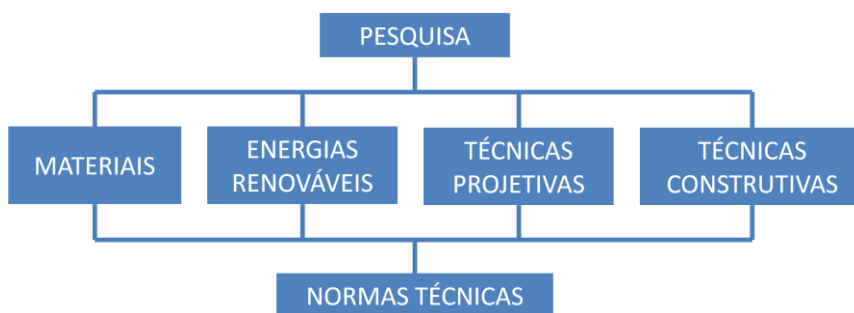 PESQUISA
MATERIAIS
ENERGIAS
RENOVÁVEIS
TÉCNICAS
PROJETIVAS
TÉCNICAS
CONSTRUTIVAS
NORMAS TÉCNICAS